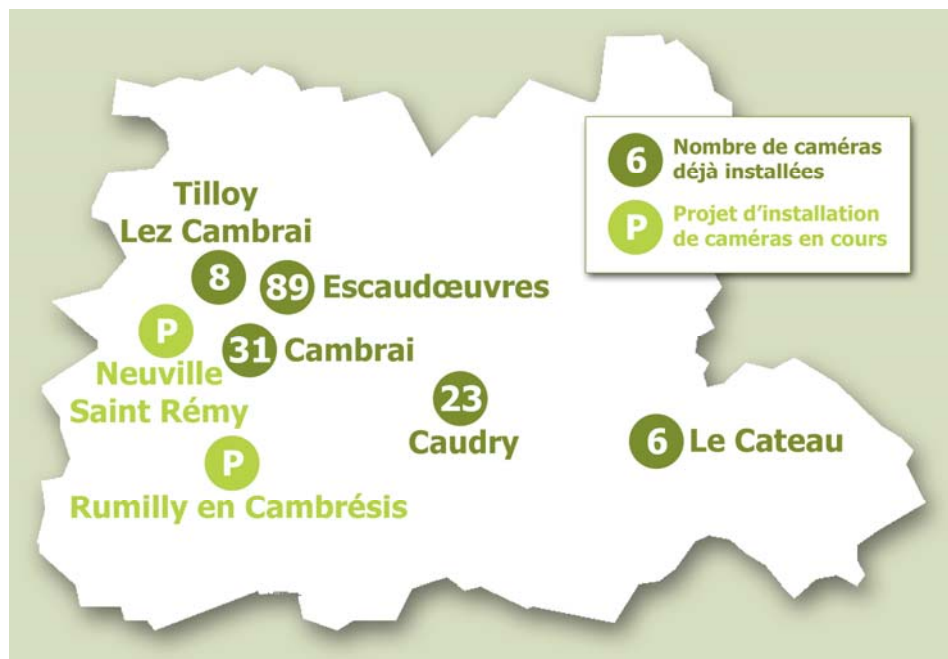 6 Nombre de caméras
déjà installées
P Projet d'installation
de caméras en cours
Tilloy
Lez Cambrai
8
89 Escaudœuvres
P
Neuville
Saint Rémy
31 Cambrai
23
Caudry
6 Le Cateau
P
Rumilly en Cambrésis